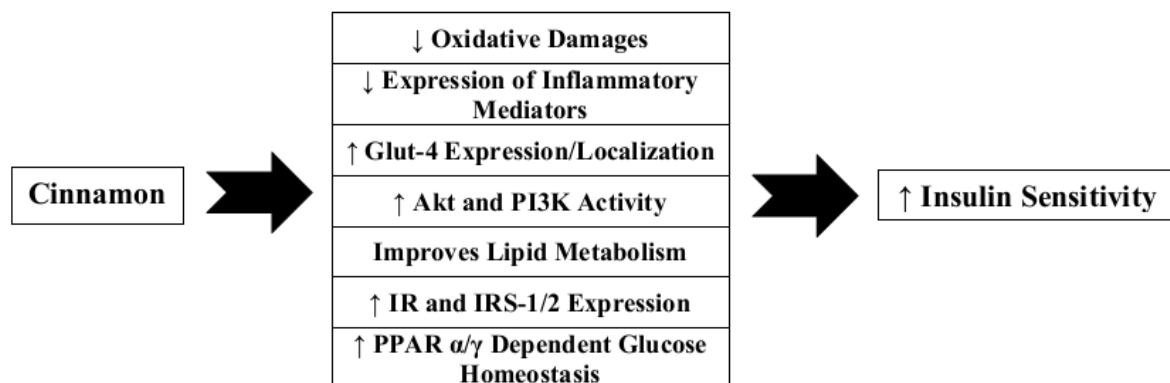 Cinnamon
↓ Oxidative Damages
↓ Expression of Inflammatory
Mediators
↑ Glut-4 Expression/Localization
↑ Akt and PI3K Activity
Improves Lipid Metabolism
↑ IR and IRS-1/2 Expression
↑ PPAR α/γ Dependent Glucose
Homeostasis
↑ Insulin Sensitivity